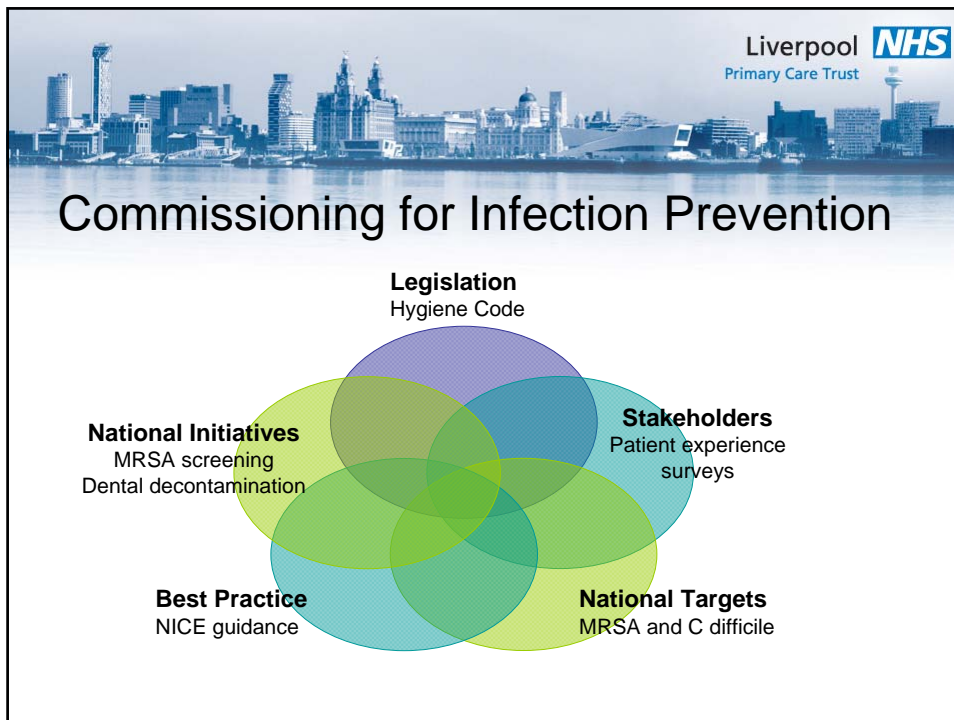 Liverpool NHS
Primary Care Trust
Commissioning for Infection Prevention
Legislation
Hygiene Code
Stakeholders
Patient experience
surveys
National Initiatives
MRSA screening
Dental decontamination
Best Practice
NICE guidance
National Targets
MRSA and C difficile